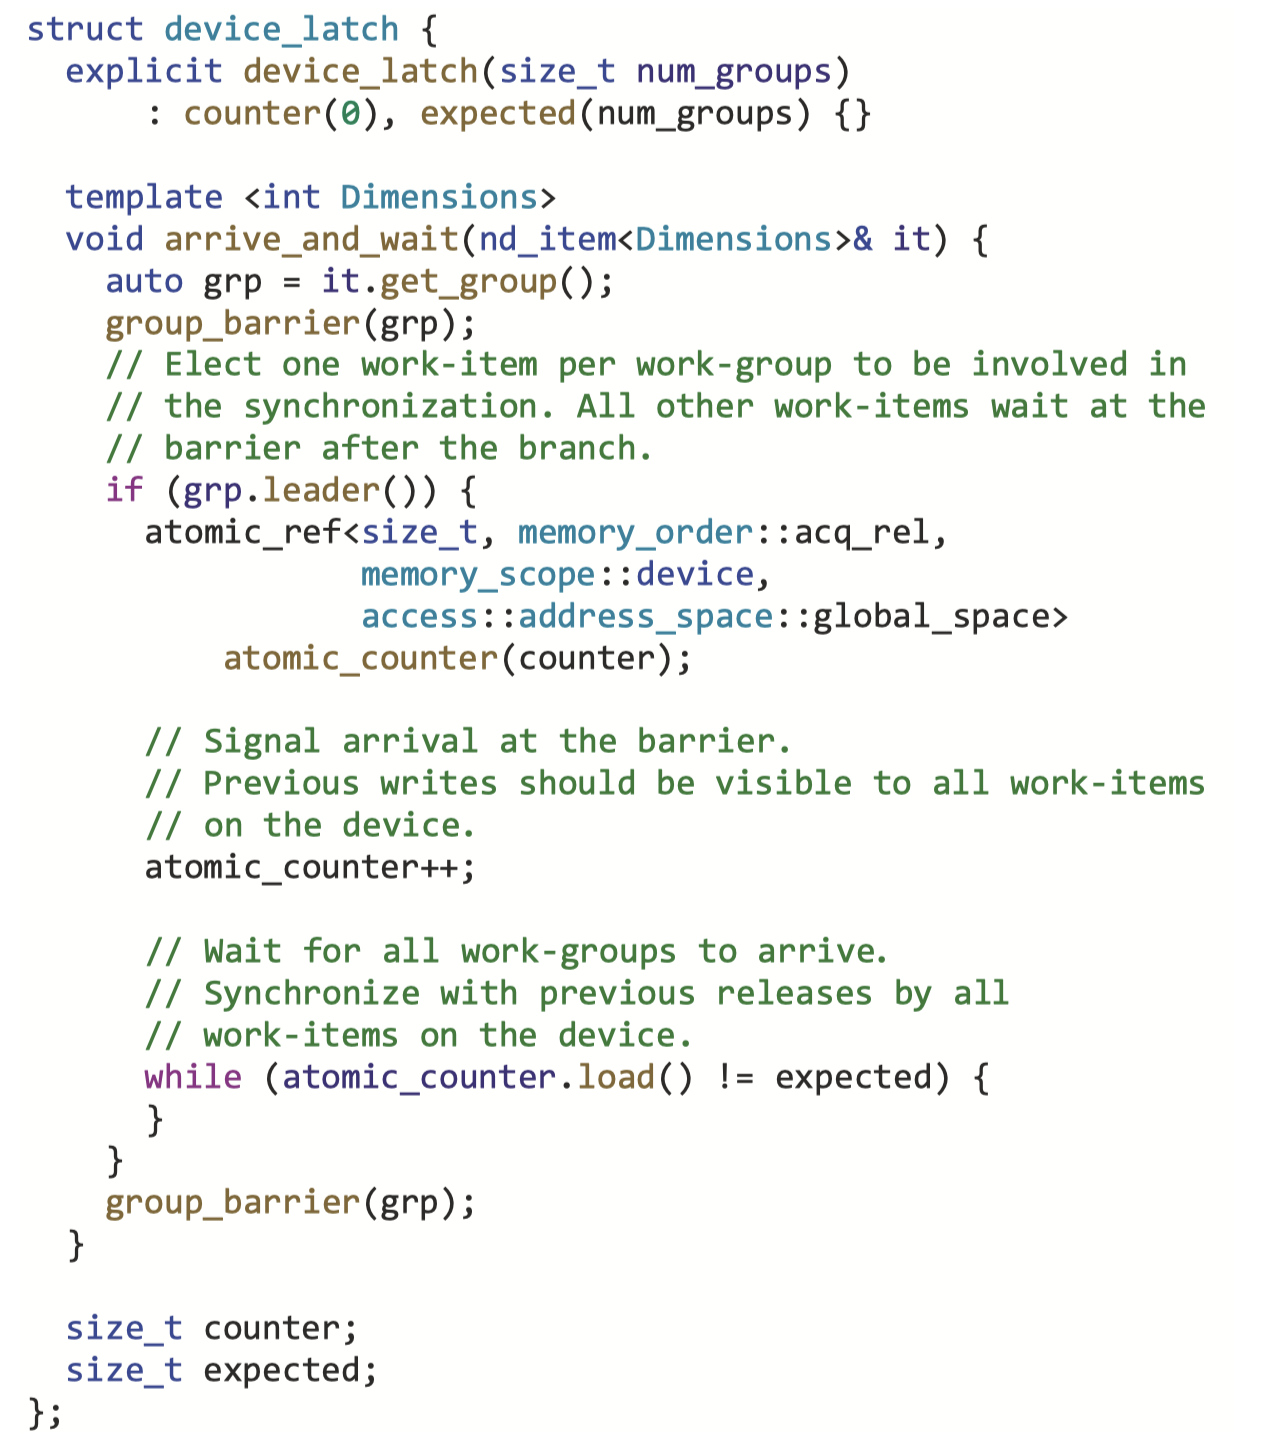 struct device_latch {
  explicit device_latch(size_t num_groups)
      : counter(0), expected(num_groups) {}

  template <int Dimensions>
  void arrive_and_wait(nd_item<Dimensions>& it) {
    auto grp = it.get_group();
    group_barrier(grp);
    // Elect one work-item per work-group to be involved in
    // the synchronization. All other work-items wait at the
    // barrier after the branch.
    if (grp.leader()) {
      atomic_ref<size_t, memory_order::acq_rel,
                 memory_scope::device,
                 access::address_space::global_space>
          atomic_counter(counter);

      // Signal arrival at the barrier.
      // Previous writes should be visible to all work-items
      // on the device.
      atomic_counter++;

      // Wait for all work-groups to arrive.
      // Synchronize with previous releases by all
      // work-items on the device.
      while (atomic_counter.load() != expected) {
      }
    }
    group_barrier(grp);
  }

  size_t counter;
  size_t expected;
};